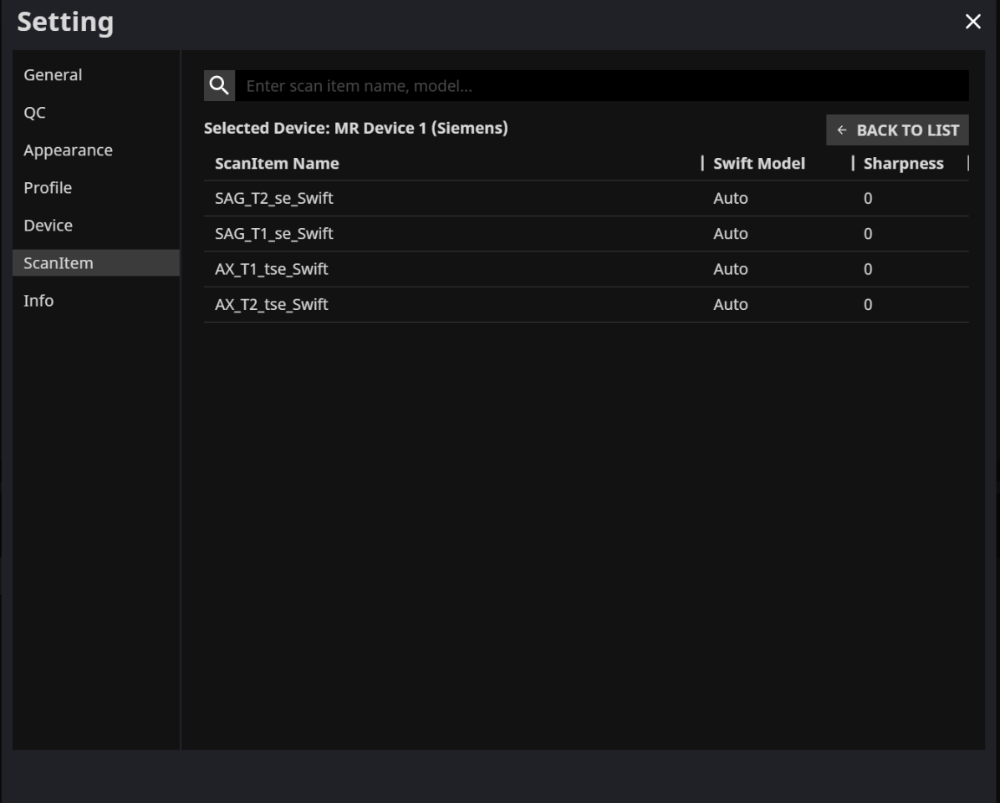 Setting
General
QC
Appearance
Profile
Device
ScanItem
Info
Enter scan item name, model...
Selected Device: MR Device 1 (Siemens)
← BACK TO LIST
ScanItem Name | Swift Model | Sharpness |
SAG_T2_se_Swift Auto 0
SAG_T1_se_Swift Auto 0
AX_T1_tse_Swift Auto 0
AX_T2_tse_Swift Auto 0